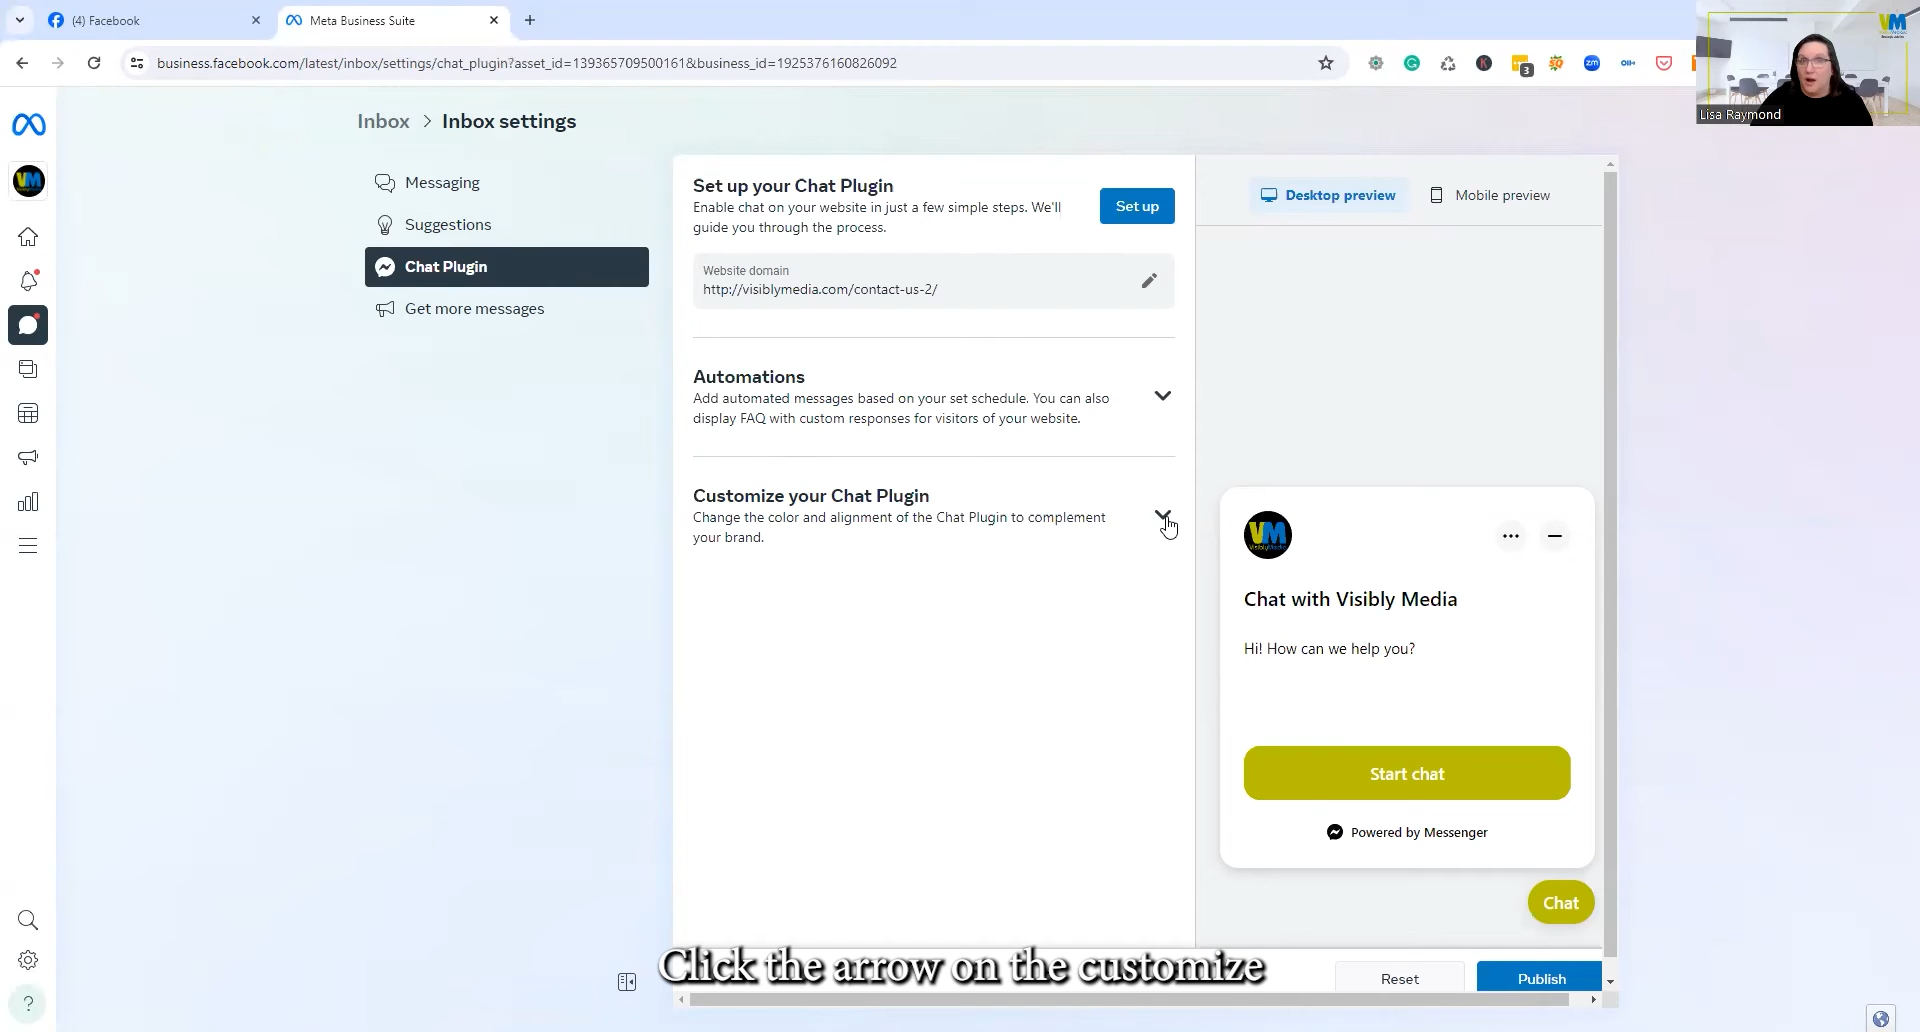 (4) Facebook
Meta Business Suite
business.facebook.com/latest/inbox/settings/chat_plugin?asset_id=139365709500161&business_id=1925376160826092
3
zm
VM
Lisa Raymond
Inbox > Inbox settings
VM
Messaging
Suggestions
Chat Plugin
Get more messages
Set up your Chat Plugin
Enable chat on your website in just a few simple steps. We'll
guide you through the process.
Set up
Website domain
http://visiblymedia.com/contact-us-2/
Automations
Add automated messages based on your set schedule. You can also
display FAQ with custom responses for visitors of your website.
Customize your Chat Plugin
Change the color and alignment of the Chat Plugin to complement
your brand.
Desktop preview
Mobile preview
VM
VisiblyMedia
Chat with Visibly Media
Hi! How can we help you?
Start chat
Powered by Messenger
Chat
Click the arrow on the customize
Reset
Publish
?